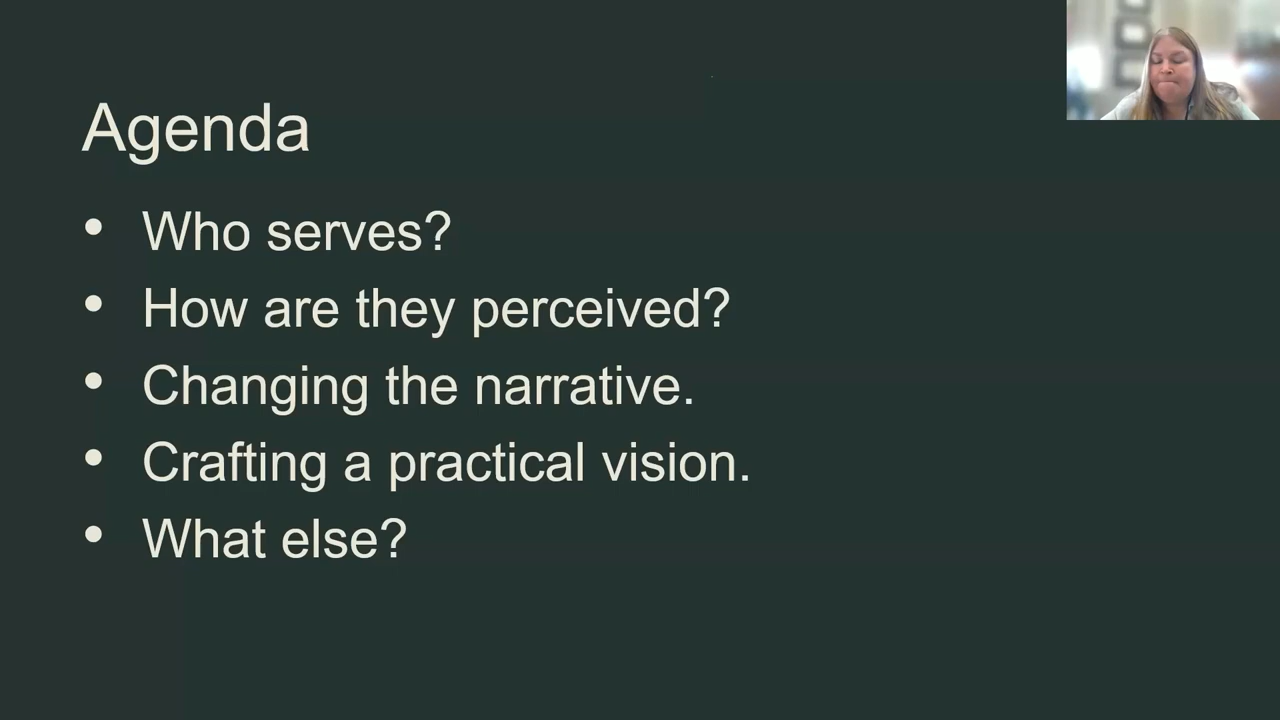 Agenda
• Who serves?
• How are they perceived?
• Changing the narrative.
• Crafting a practical vision.
• What else?